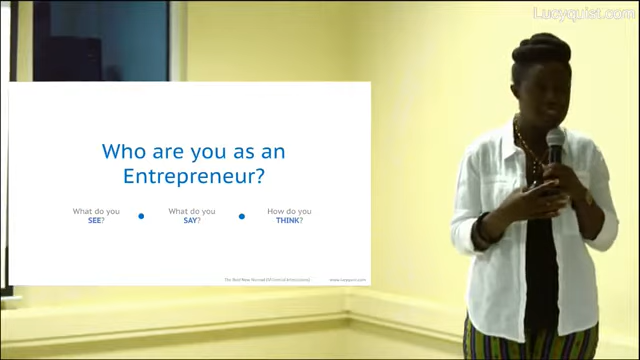 Lucyquist.com
Who are you as an
Entrepreneur?
What do you
SEE?
What do you
SAY?
How do you
THINK?